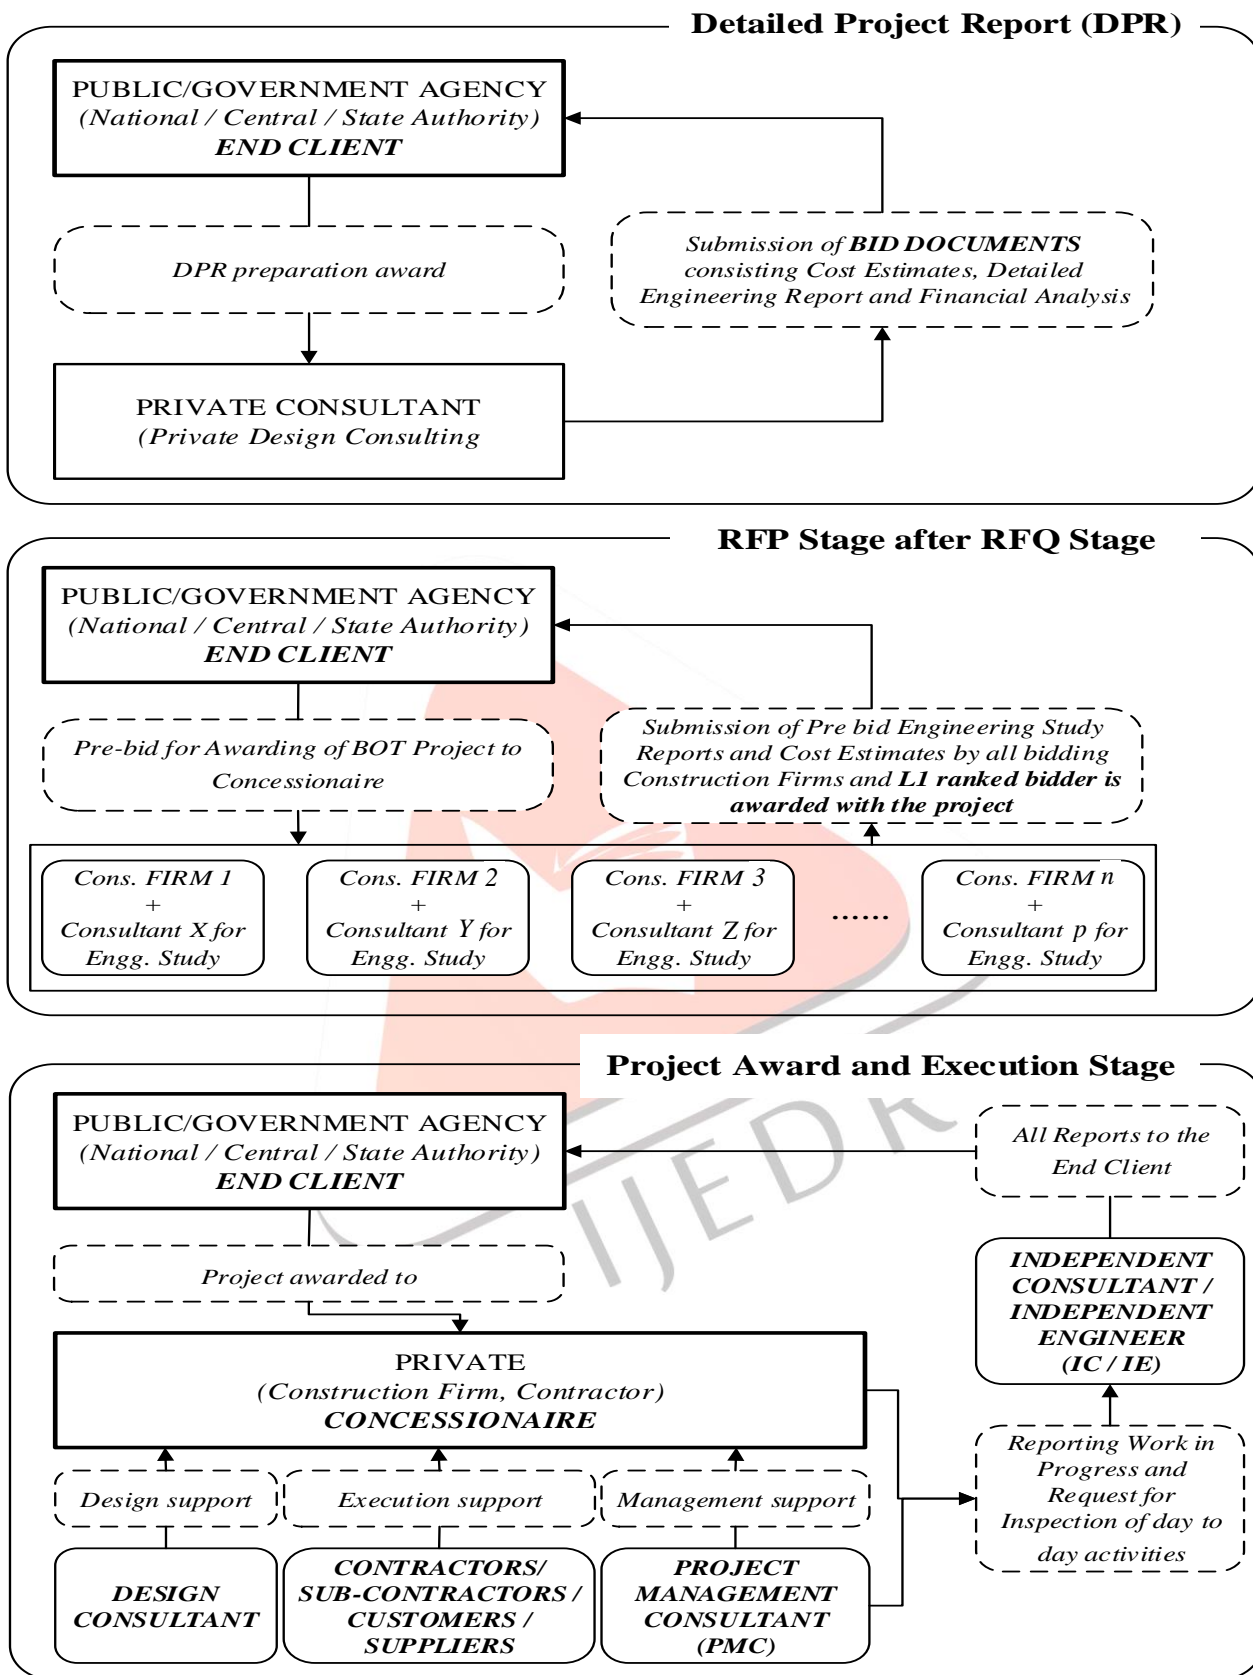 Detailed Project Report (DPR)
PUBLIC/GOVERNMENT AGENCY
(National / Central / State Authority)
END CLIENT
DPR preparation award
Submission of BID DOCUMENTS
consisting Cost Estimates, Detailed
Engineering Report and Financial Analysis
PRIVATE CONSULTANT
(Private Design Consulting
RFP Stage after RFQ Stage
PUBLIC/GOVERNMENT AGENCY
(National / Central / State Authority)
END CLIENT
Pre-bid for Awarding of BOT Project to
Concessionaire
Submission of Pre bid Engineering Study
Reports and Cost Estimates by all bidding
Construction Firms and L1 ranked bidder is
awarded with the project
Cons. FIRM 1
+
Consultant X for
Engg. Study
Cons. FIRM 2
+
Consultant Y for
Engg. Study
Cons. FIRM 3
+
Consultant Z for
Engg. Study
......
Cons. FIRM n
+
Consultant p for
Engg. Study
Project Award and Execution Stage
PUBLIC/GOVERNMENT AGENCY
(National / Central / State Authority)
END CLIENT
All Reports to the
End Client
IJEDR
Project awarded to
INDEPENDENT
CONSULTANT /
INDEPENDENT
ENGINEER
(IC / IE)
PRIVATE
(Construction Firm, Contractor)
CONCESSIONAIRE
Reporting Work in
Progress and
Request for
Inspection of day to
day activities
Design support
Execution support
Management support
DESIGN
CONSULTANT
CONTRACTORS/
SUB-CONTRACTORS /
CUSTOMERS /
SUPPLIERS
PROJECT
MANAGEMENT
CONSULTANT
(PMC)